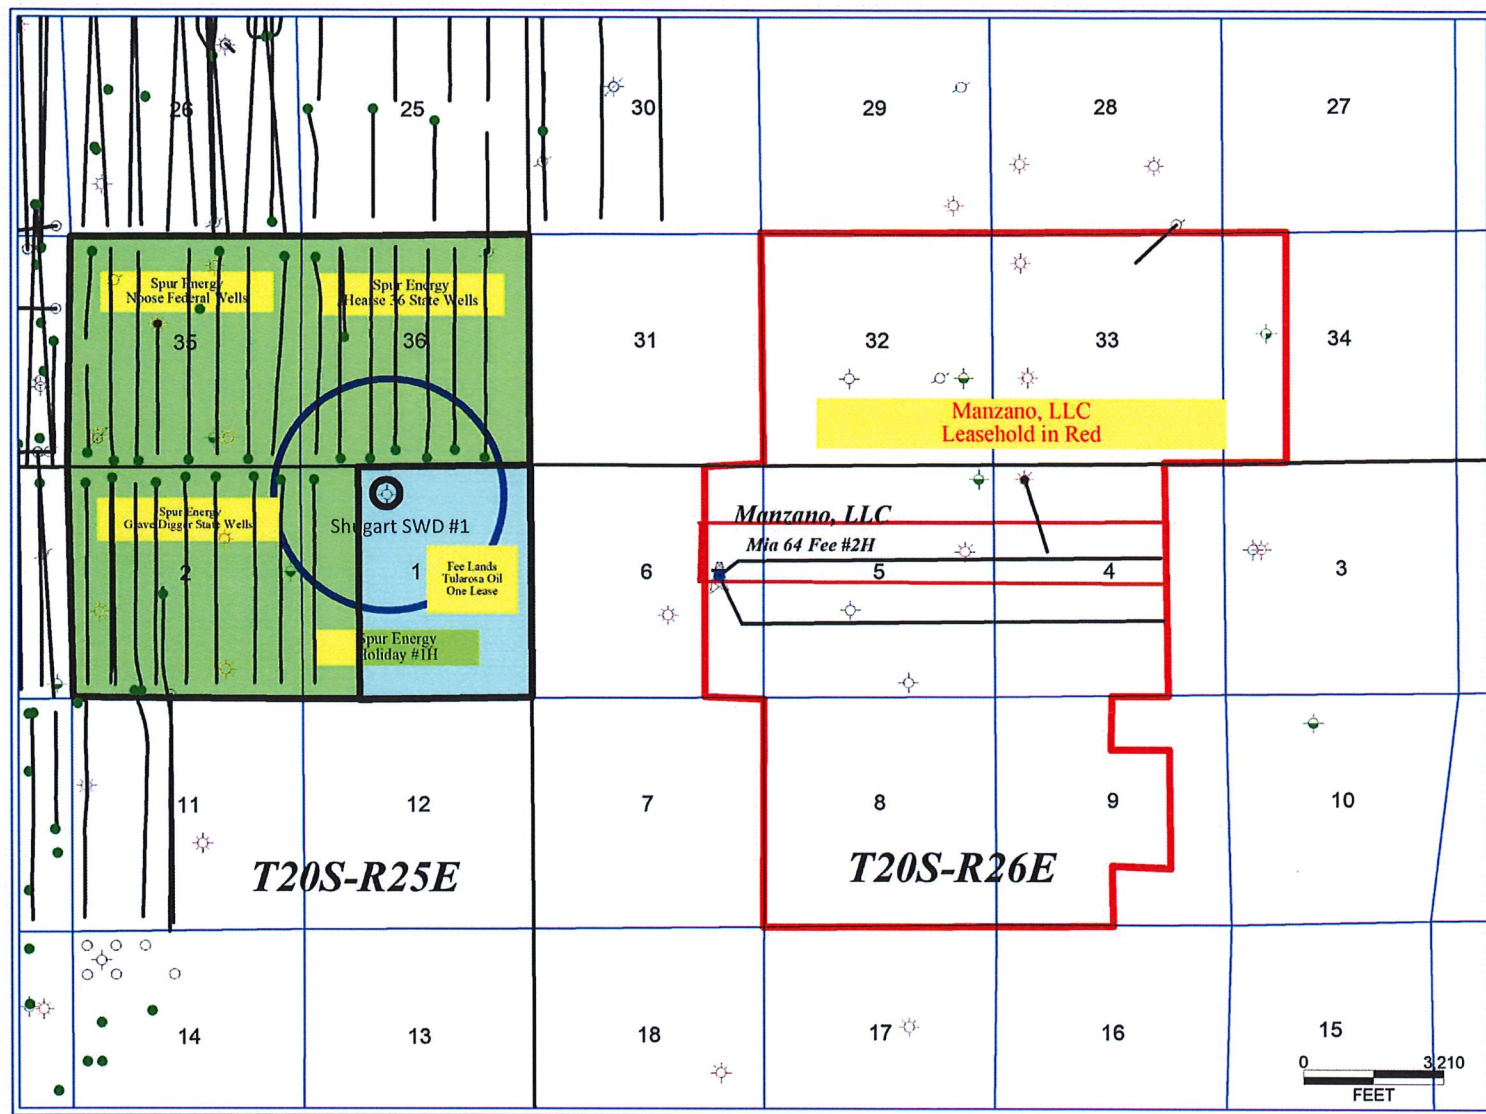 26
25
30
29
28
27
Spur Energy
Noose Federal Wells
Spur Energy
Hearse 36 State Wells
35
36
31
32
33
34
Manzano, LLC
Leasehold in Red
Spur Energy
Grave Digger State Wells
Shugart SWD #1
Manzano, LLC
Mia 64 Fee #2H
2
1
Fee Lands
Tularosa Oil
One Lease
6
5
4
3
Spur Energy
Holiday #1H
11
12
7
8
9
10
T20S-R25E
T20S-R26E
14
13
18
17
16
15
0 3,210
FEET